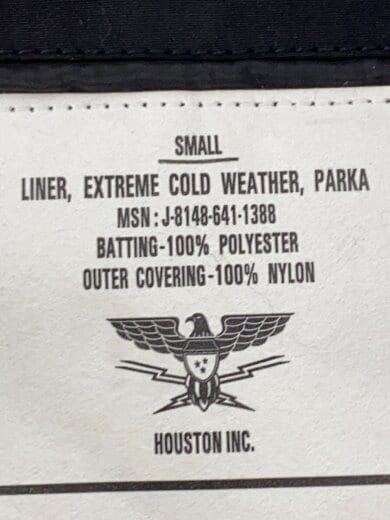 SMALL
LINER, EXTREME COLD WEATHER, PARKA
MSN : J-8148-641-1388
BATTING-100% POLYESTER
OUTER COVERING-100% NYLON
HOUSTON INC.